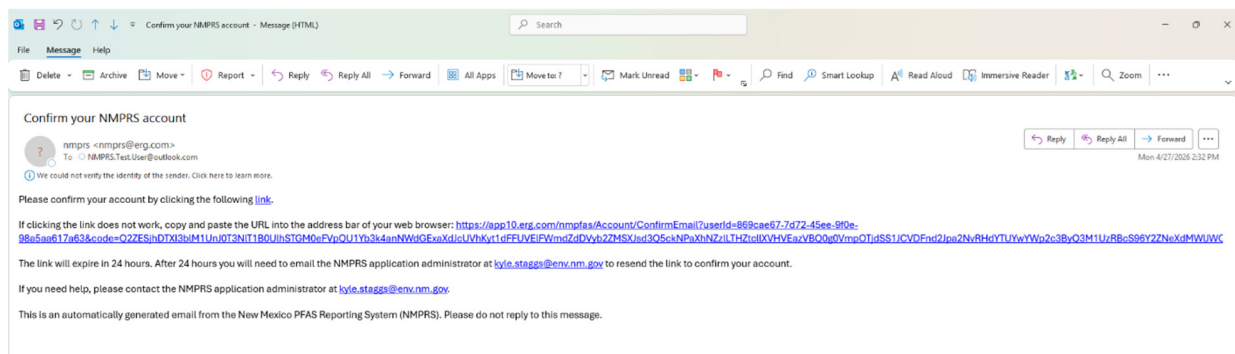 Confirm your NMPRS account - Message (HTML)
Search
File Message Help
Delete Archive Move Report Reply Reply All Forward All Apps Move to: ? Mark Unread Find Smart Lookup Read Aloud Immersive Reader Zoom
Confirm your NMPRS account
?
nmprs <nmprs@erg.com>
To NMPRS.Test.User@outlook.com
Reply Reply All Forward
Mon 4/27/2026 2:32 PM
We could not verify the identity of the sender. Click here to learn more.
Please confirm your account by clicking the following link.
If clicking the link does not work, copy and paste the URL into the address bar of your web browser: https://app10.erg.com/nmpfas/Account/ConfirmEmail?userId=869cae67-7d72-45ee-9f0e-
The link will expire in 24 hours. After 24 hours you will need to email the NMPRS application administrator at kyle.staggs@env.nm.gov to resend the link to confirm your account.
If you need help, please contact the NMPRS application administrator at kyle.staggs@env.nm.gov.
This is an automatically generated email from the New Mexico PFAS Reporting System (NMPRS). Please do not reply to this message.